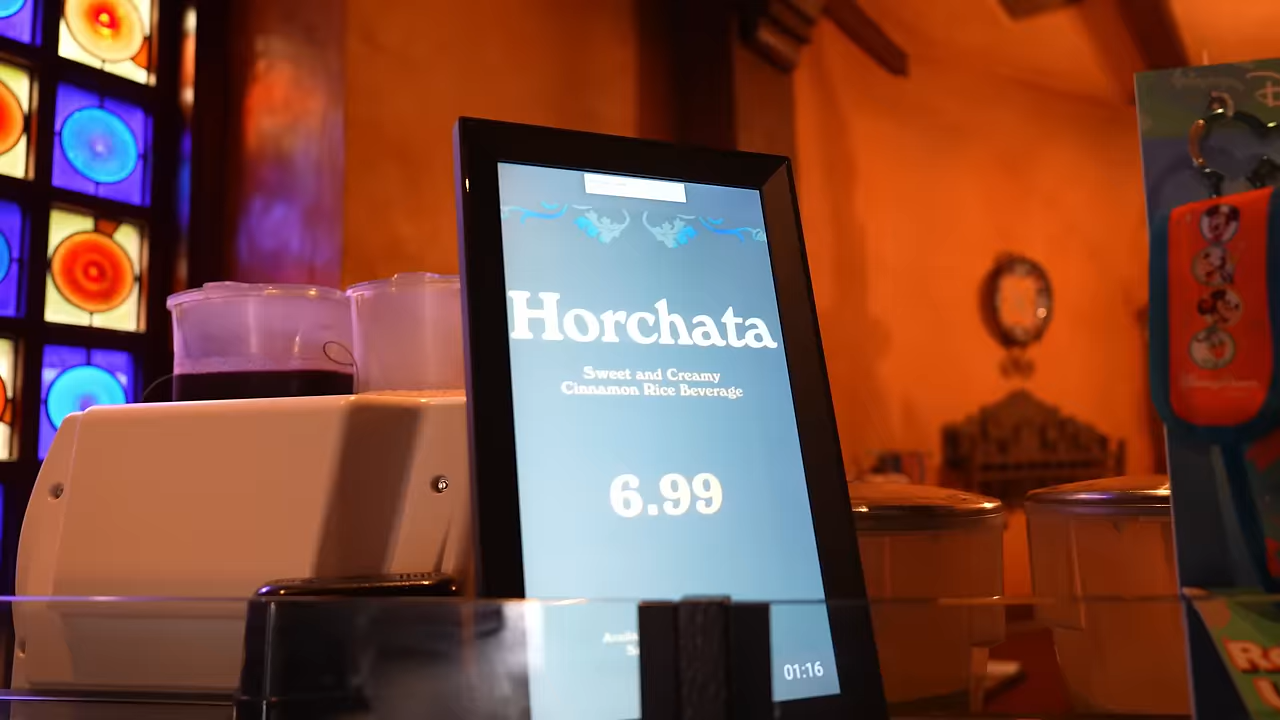 Horchata
Sweet and Creamy
Cinnamon Rice Beverage
6.99
01:16